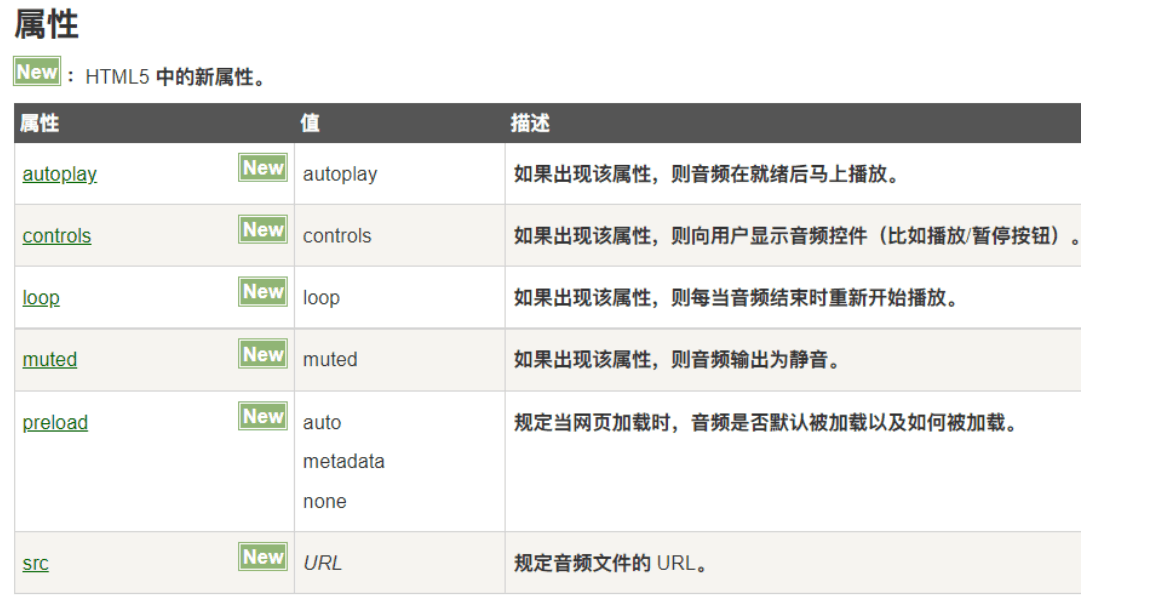 属性
New ： HTML5 中的新属性。
属性 值 描述
autoplay New autoplay 如果出现该属性，则音频在就绪后马上播放。
controls New controls 如果出现该属性，则向用户显示音频控件（比如播放/暂停按钮）。
loop New loop 如果出现该属性，则每当音频结束时重新开始播放。
muted New muted 如果出现该属性，则音频输出为静音。
preload New auto 规定当网页加载时，音频是否默认被加载以及如何被加载。
metadata
none
src New URL 规定音频文件的 URL。